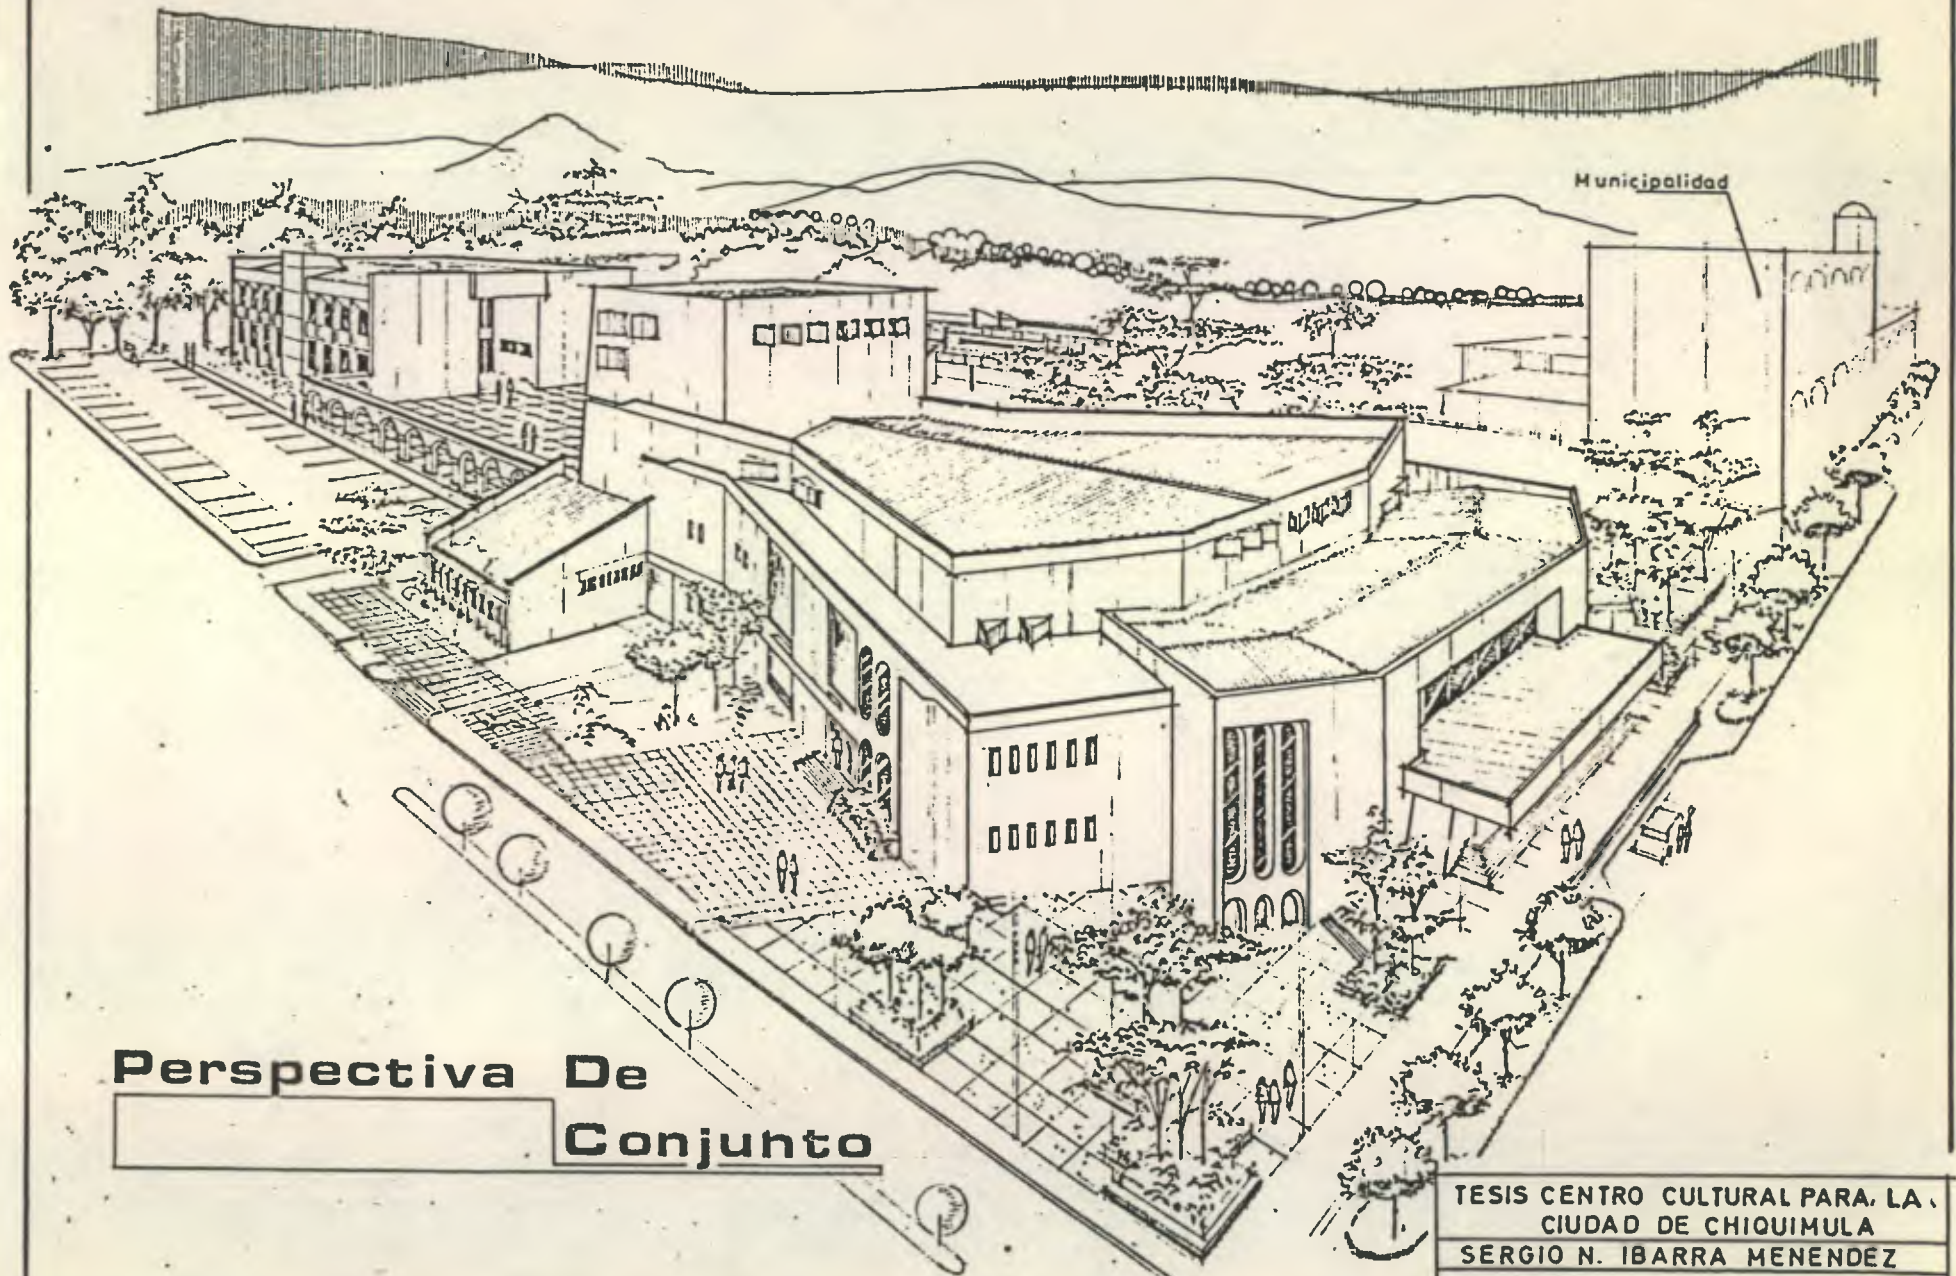 Municipalidad
Perspectiva De
Conjunto
TESIS CENTRO CULTURAL PARA LA
CIUDAD DE CHIQUIMULA
SERGIO N. IBARRA MENENDEZ